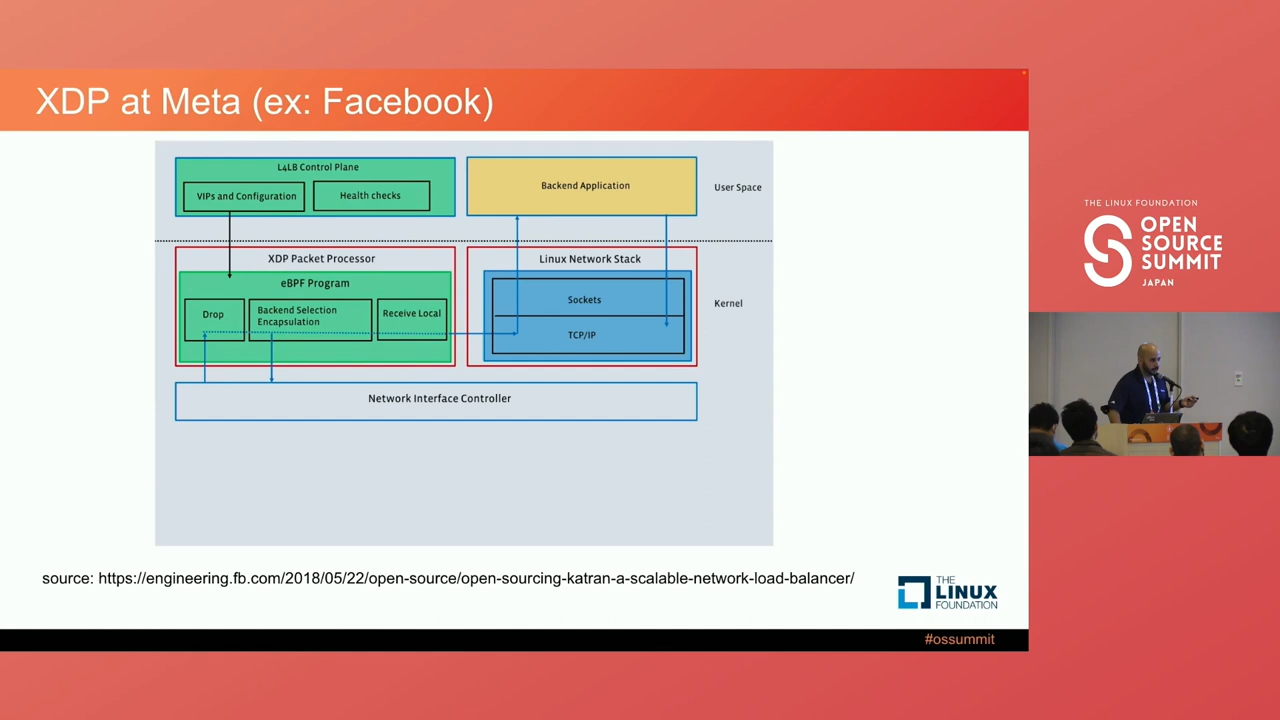 XDP at Meta (ex: Facebook)
L4LB Control Plane
VIPs and Configuration
Health checks
Backend Application
User Space
XDP Packet Processor
eBPF Program
Drop
Backend Selection
Encapsulation
Receive Local
Linux Network Stack
Sockets
TCP/IP
Kernel
Network Interface Controller
source: https://engineering.fb.com/2018/05/22/open-source/open-sourcing-katran-a-scalable-network-load-balancer/
THE
LINUX
FOUNDATION
#ossummit
THE LINUX FOUNDATION
OPEN
SOURCE
SUMMIT
JAPAN